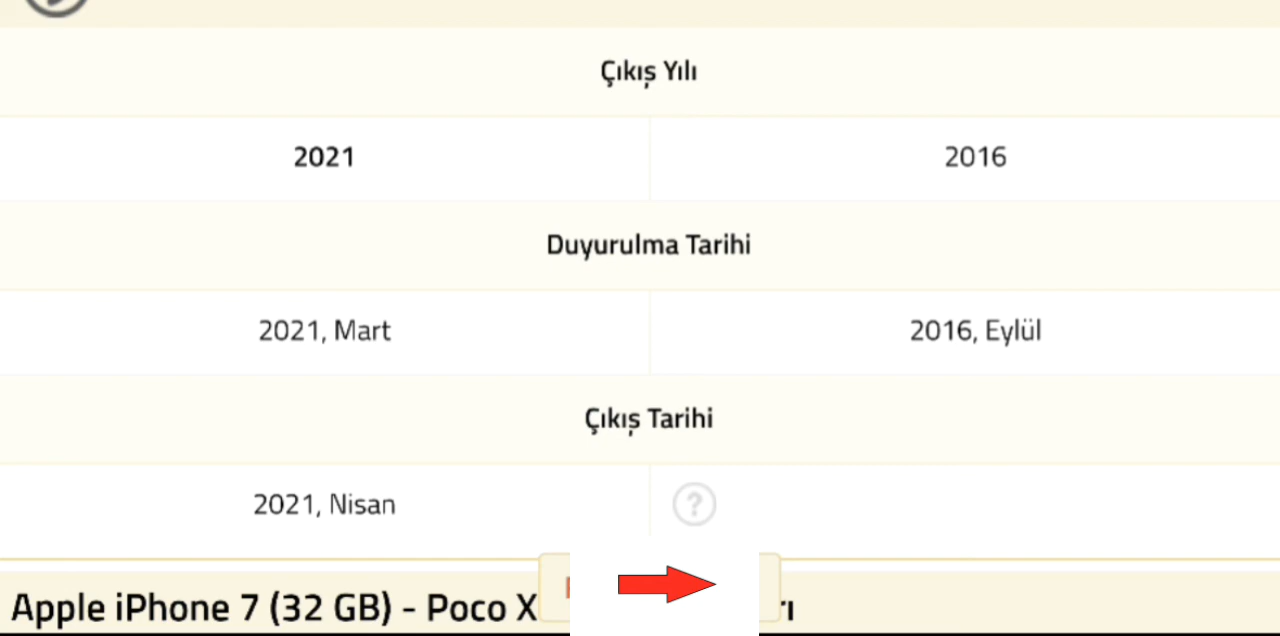 Çıkış Yılı
2021 2016
Duyurulma Tarihi
2021, Mart 2016, Eylül
Çıkış Tarihi
2021, Nisan ?
Apple iPhone 7 (32 GB) - Poco X